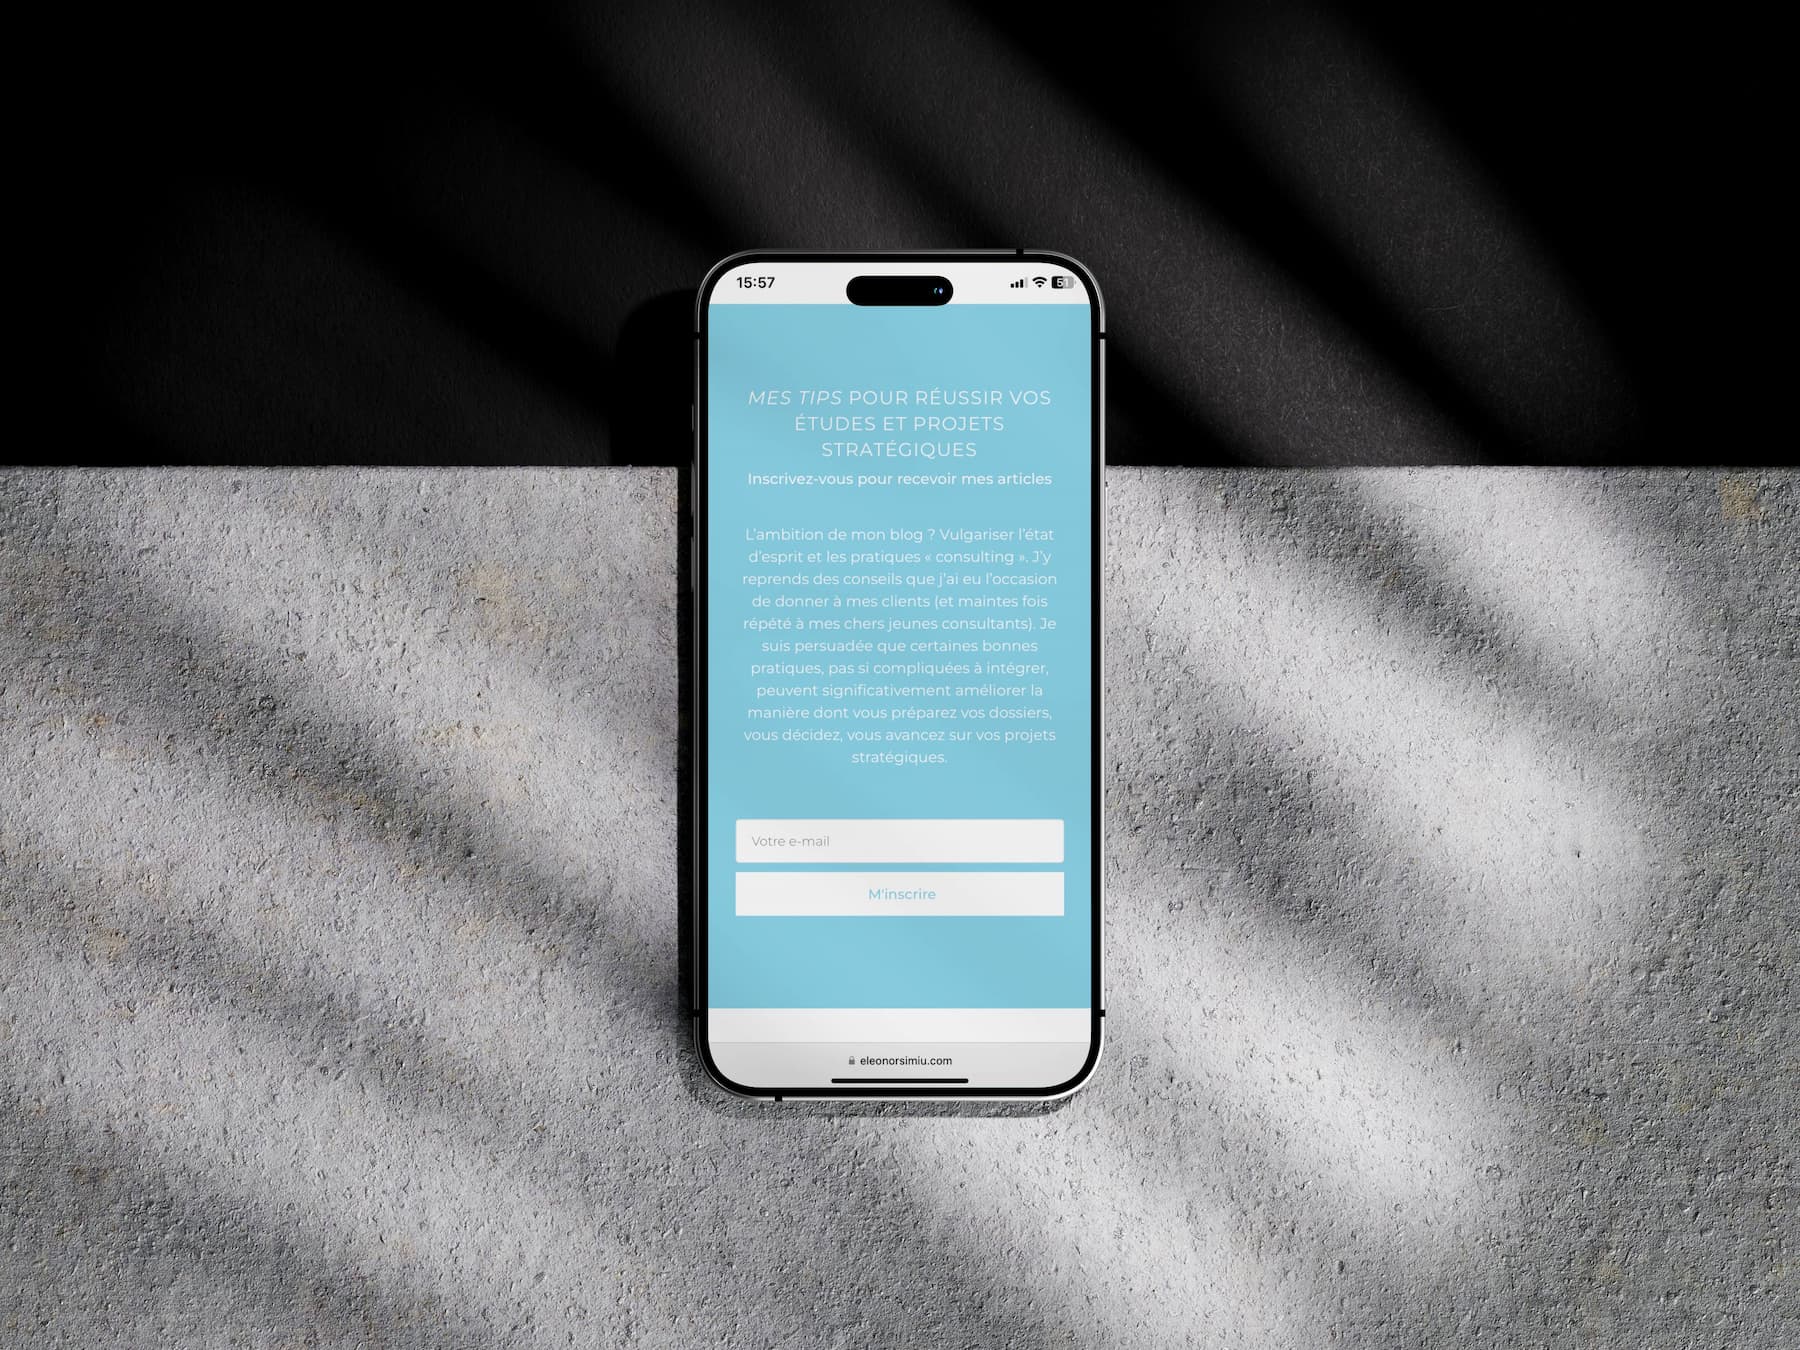 15:57
51
MES TIPS POUR RÉUSSIR VOS
ÉTUDES ET PROJETS
STRATÉGIQUES
Inscrivez-vous pour recevoir mes articles
L'ambition de mon blog ? Vulgariser l'état
d'esprit et les pratiques « consulting ». J'y
reprends des conseils que j'ai eu l'occasion
de donner à mes clients (et maintes fois
répété à mes chers jeunes consultants). Je
suis persuadée que certaines bonnes
pratiques, pas si compliquées à intégrer,
peuvent significativement améliorer la
manière dont vous préparez vos dossiers,
vous décidez, vous avancez sur vos projets
stratégiques.
Votre e-mail
M'inscrire
eleonorsimiu.com